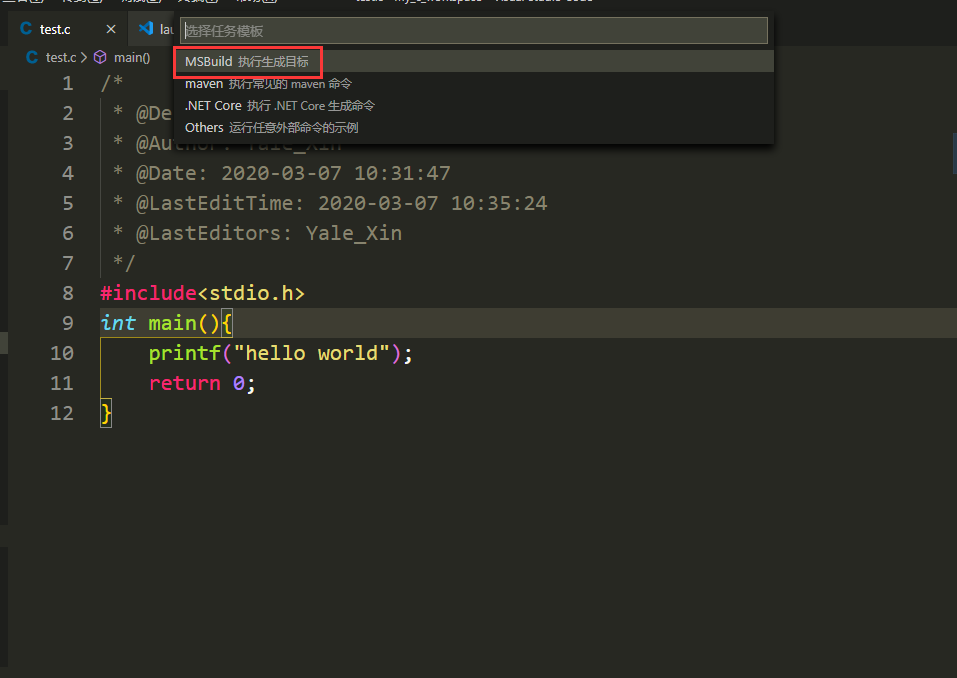 test.c
lau
选择任务模板
test.c > main()
MSBuild 执行生成目标
maven 执行常见的 maven 命令
.NET Core 执行 .NET Core 生成命令
Others 运行任意外部命令的示例
1 /*
2 * @De
3 * @Author: Yale_Xin
4 * @Date: 2020-03-07 10:31:47
5 * @LastEditTime: 2020-03-07 10:35:24
6 * @LastEditors: Yale_Xin
7 */
8 #include<stdio.h>
9 int main(){
10 printf("hello world");
11 return 0;
12 }